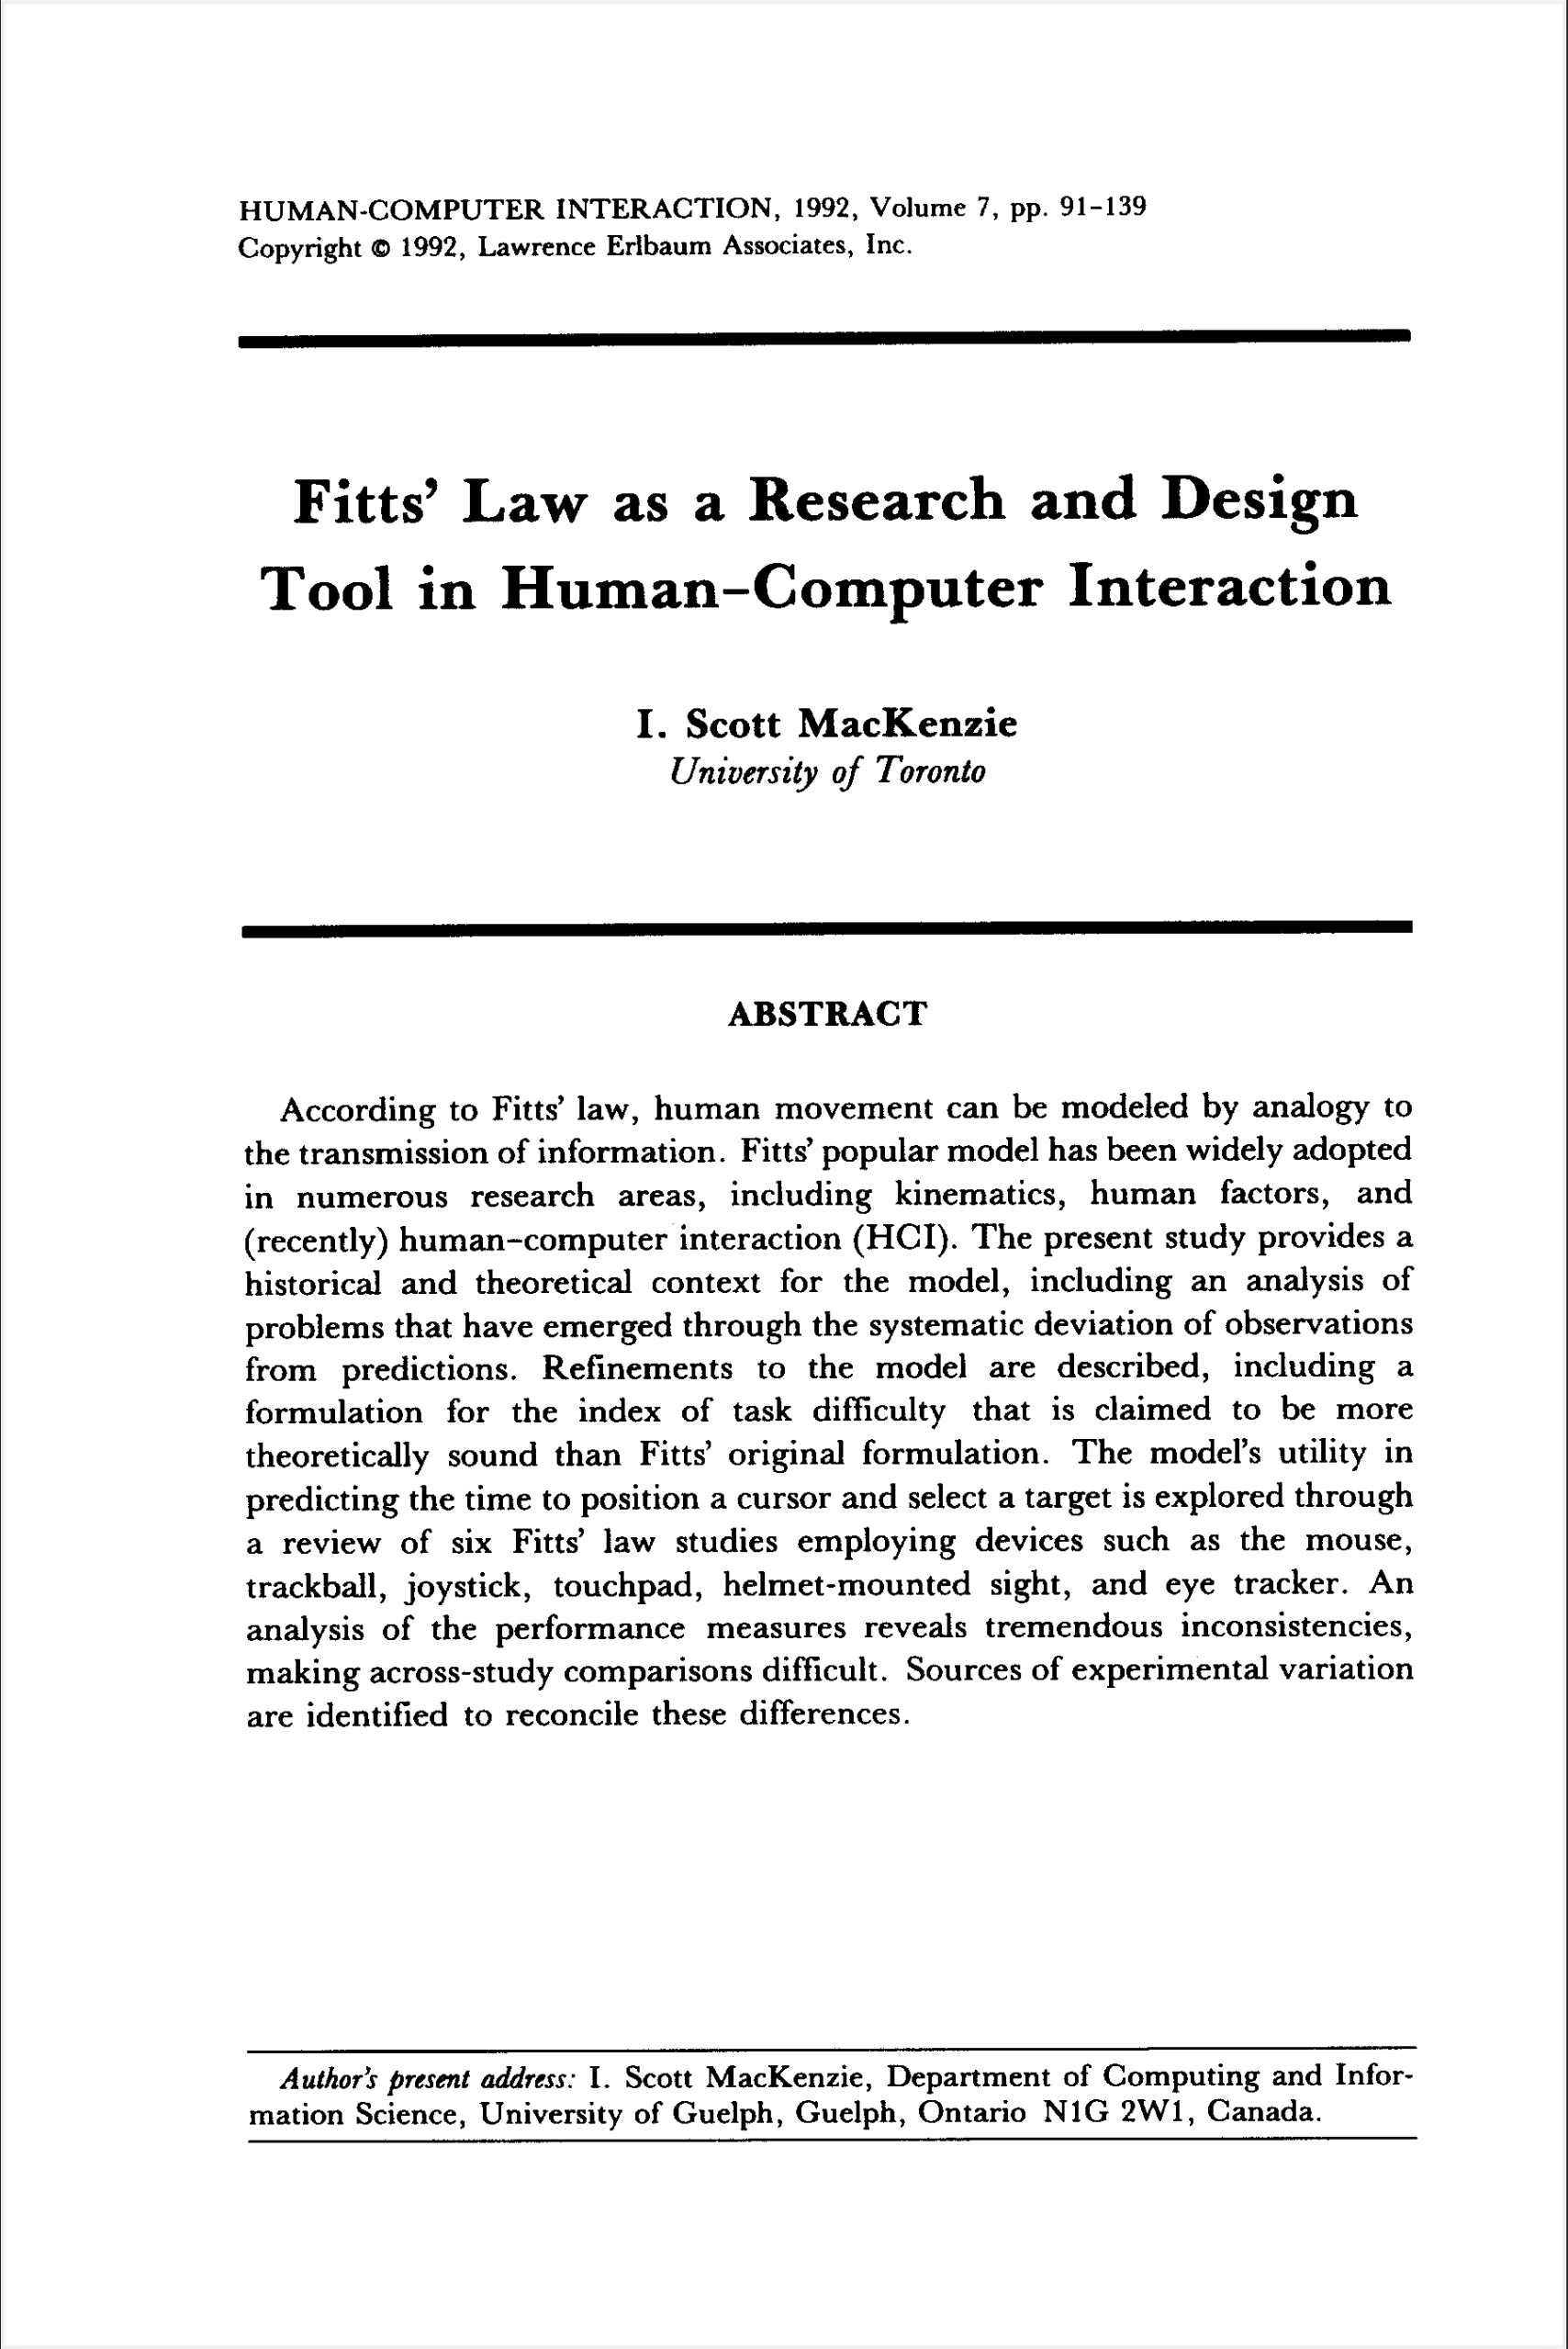 HUMAN-COMPUTER INTERACTION, 1992, Volume 7, pp. 91–139
Copyright © 1992, Lawrence Erlbaum Associates, Inc.
Fitts’ Law as a Research and Design
Tool in Human–Computer Interaction
I. Scott MacKenzie
University of Toronto
ABSTRACT
According to Fitts’ law, human movement can be modeled by analogy to
the transmission of information. Fitts’ popular model has been widely adopted
in numerous research areas, including kinematics, human factors, and
(recently) human–computer interaction (HCI). The present study provides a
historical and theoretical context for the model, including an analysis of
problems that have emerged through the systematic deviation of observations
from predictions. Refinements to the model are described, including a
formulation for the index of task difficulty that is claimed to be more
theoretically sound than Fitts’ original formulation. The model’s utility in
predicting the time to position a cursor and select a target is explored through
a review of six Fitts’ law studies employing devices such as the mouse,
trackball, joystick, touchpad, helmet-mounted sight, and eye tracker. An
analysis of the performance measures reveals tremendous inconsistencies,
making across-study comparisons difficult. Sources of experimental variation
are identified to reconcile these differences.
Author’s present address: I. Scott MacKenzie, Department of Computing and Infor-
mation Science, University of Guelph, Guelph, Ontario N1G 2W1, Canada.